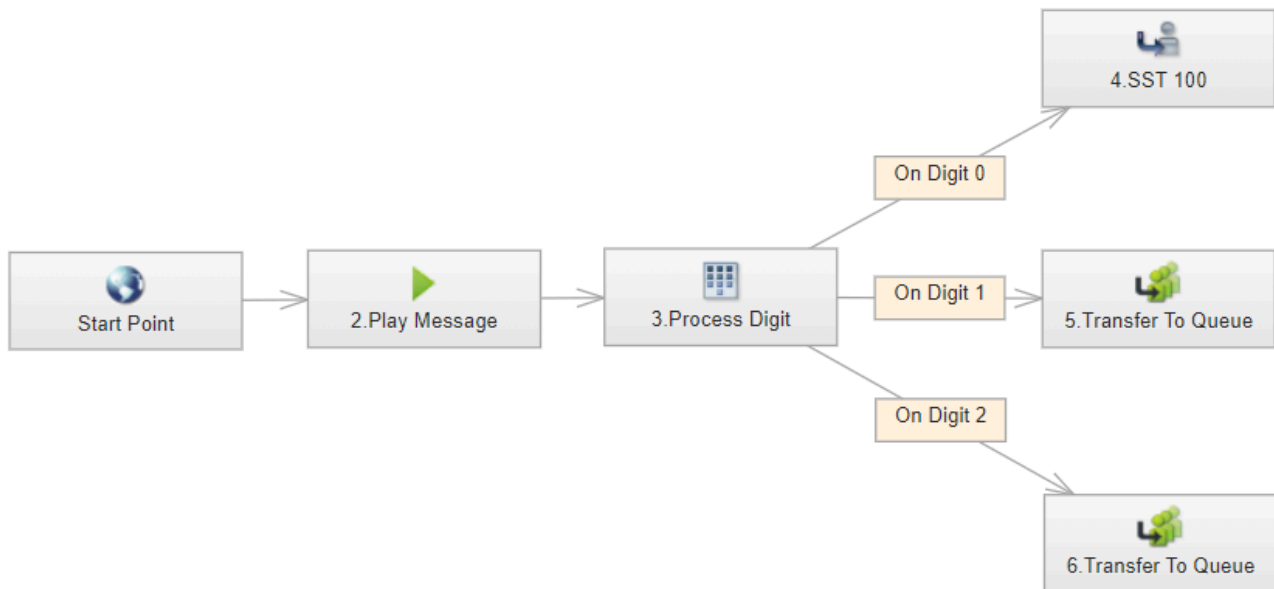 4.SST 100
On Digit 0
Start Point
2.Play Message
3.Process Digit
On Digit 1
5.Transfer To Queue
On Digit 2
6.Transfer To Queue